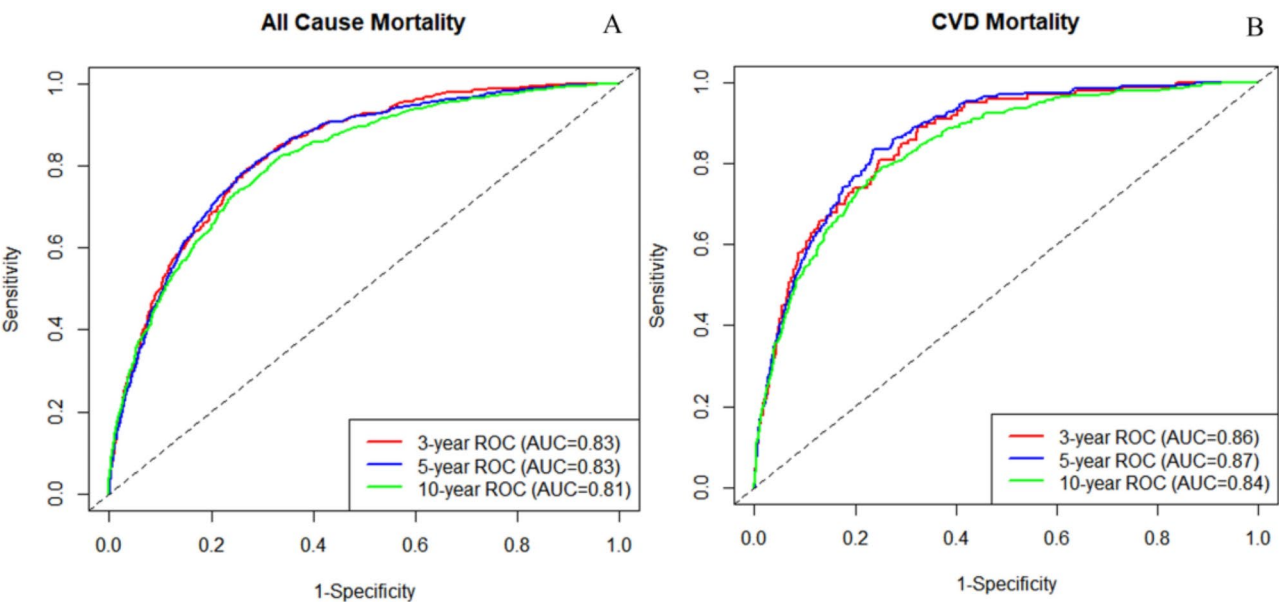 All Cause Mortality
A
Sensitivity
1.0
0.8
0.6
0.4
0.2
0.0
3-year ROC (AUC=0.83)
5-year ROC (AUC=0.83)
10-year ROC (AUC=0.81)
0.0 0.2 0.4 0.6 0.8 1.0
1-Specificity
CVD Mortality
B
Sensitivity
1.0
0.8
0.6
0.4
0.2
0.0
3-year ROC (AUC=0.86)
5-year ROC (AUC=0.87)
10-year ROC (AUC=0.84)
0.0 0.2 0.4 0.6 0.8 1.0
1-Specificity